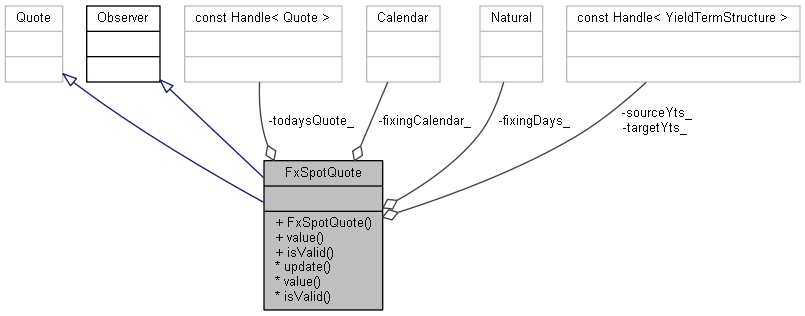 Quote
Observer
const Handle< Quote >
Calendar
Natural
const Handle< YieldTermStructure >
-todaysQuote_
-fixingCalendar_
-fixingDays_
-sourceYts_
-targetYts_
FxSpotQuote
+ FxSpotQuote()
+ value()
+ isValid()
* update()
* value()
* isValid()